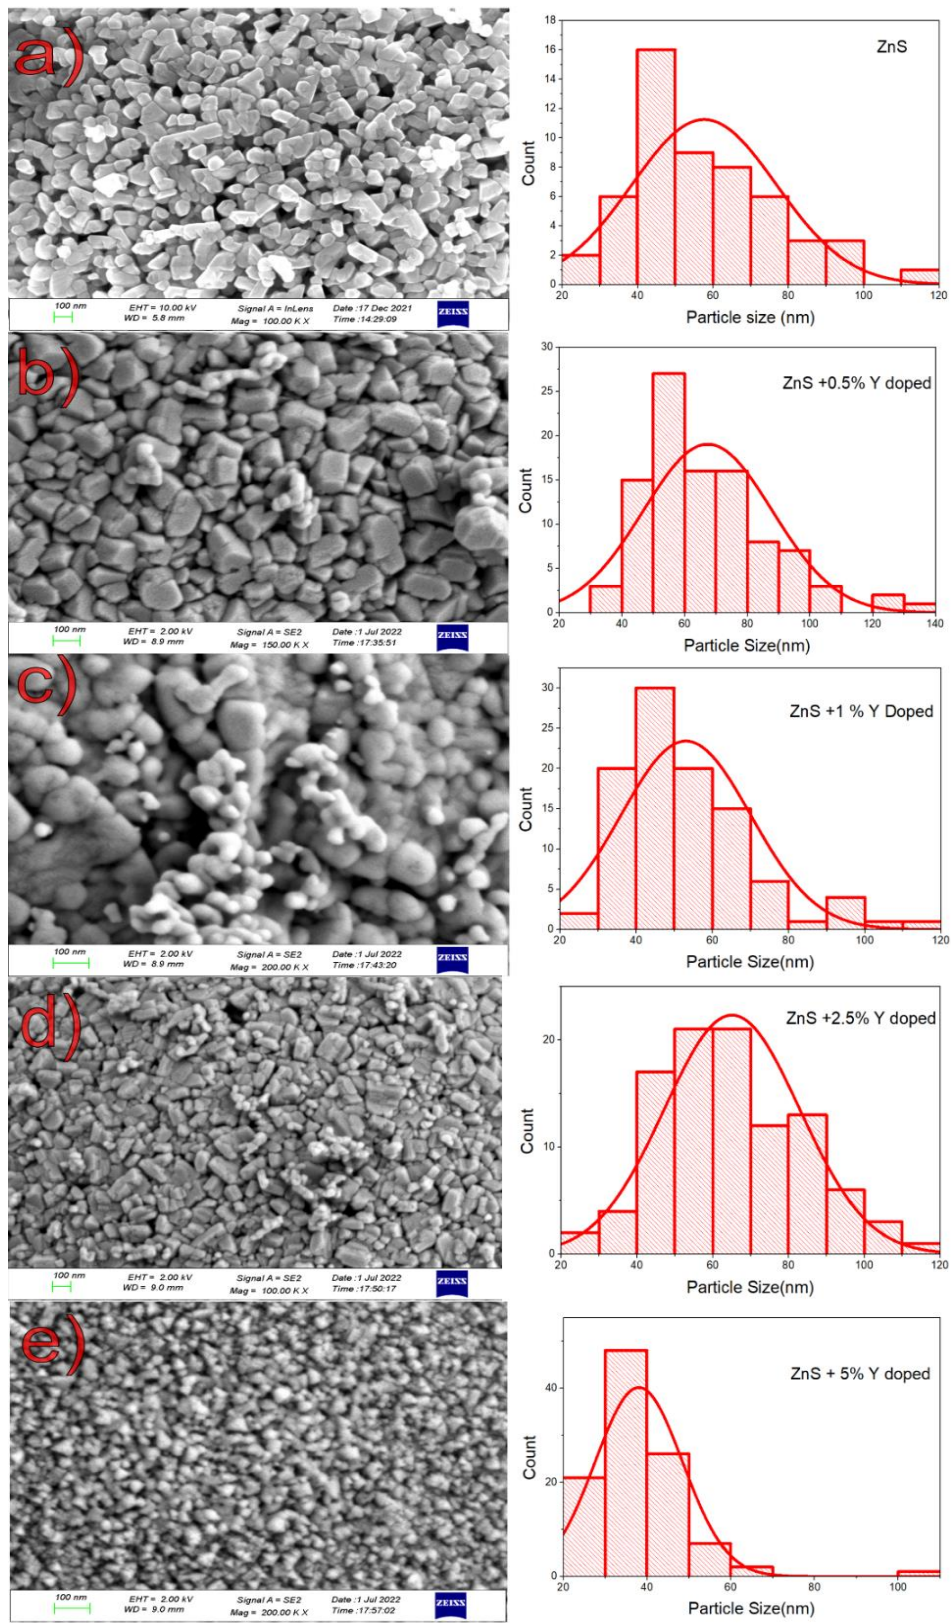 a)
100 nm
EHT = 10.00 kV
WD = 5.8 mm
Signal A = InLens
Mag = 100.00 K X
Date :17 Dec 2021
Time :14:29:09
ZEISS
ZnS
Count
18
16
14
12
10
8
6
4
2
0
20 40 60 80 100 120
Particle size (nm)
b)
100 nm
EHT = 2.00 kV
WD = 8.9 mm
Signal A = SE2
Mag = 150.00 K X
Date :1 Jul 2022
Time :17:35:51
ZEISS
ZnS +0.5% Y doped
Count
30
25
20
15
10
5
0
20 40 60 80 100 120 140
Particle Size(nm)
c)
100 nm
EHT = 2.00 kV
WD = 8.9 mm
Signal A = SE2
Mag = 200.00 K X
Date :1 Jul 2022
Time :17:43:20
ZEISS
ZnS +1 % Y Doped
Count
30
25
20
15
10
5
0
20 40 60 80 100 120
Particle Size(nm)
d)
100 nm
EHT = 2.00 kV
WD = 9.0 mm
Signal A = SE2
Mag = 100.00 K X
Date :1 Jul 2022
Time :17:50:17
ZEISS
ZnS +2.5% Y doped
Count
20
10
0
20 40 60 80 100 120
Particle Size(nm)
e)
100 nm
EHT = 2.00 kV
WD = 9.0 mm
Signal A = SE2
Mag = 200.00 K X
Date :1 Jul 2022
Time :17:57:02
ZEISS
ZnS + 5% Y doped
Count
40
20
0
20 40 60 80 100
Particle Size(nm)